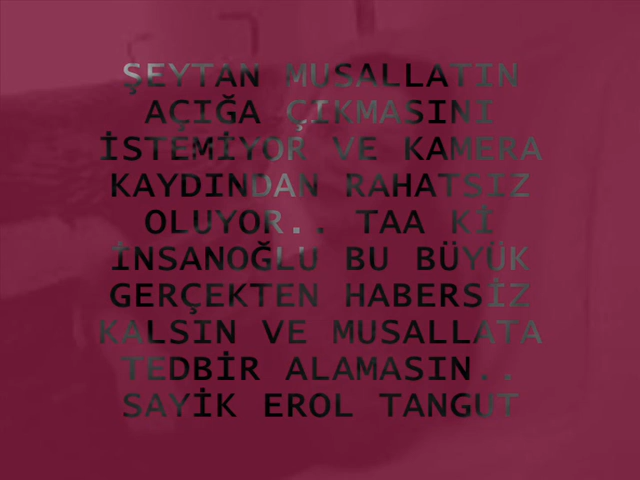 ŞEYTAN MUSALLATIN
AÇIĞA ÇIKMASINI
İSTEMİYOR VE KAMERA
KAYDINDAN RAHATSIZ
OLUYOR.. TAA Kİ
İNSANOĞLU BU BÜYÜK
GERÇEKTEN HABERSİZ
KALSIN VE MUSALLATA
TEDBİR ALAMASIN..
SAYİK EROL TANGUT